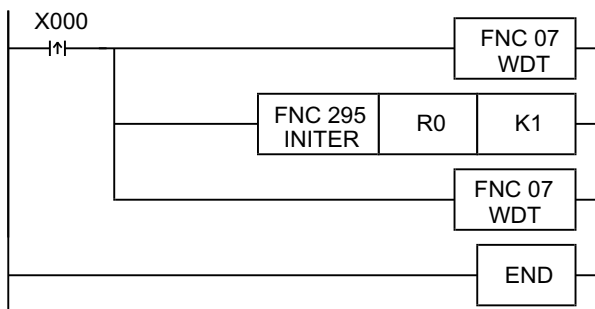 X000
FNC 07
WDT
FNC 295
INITER
R0
K1
FNC 07
WDT
END